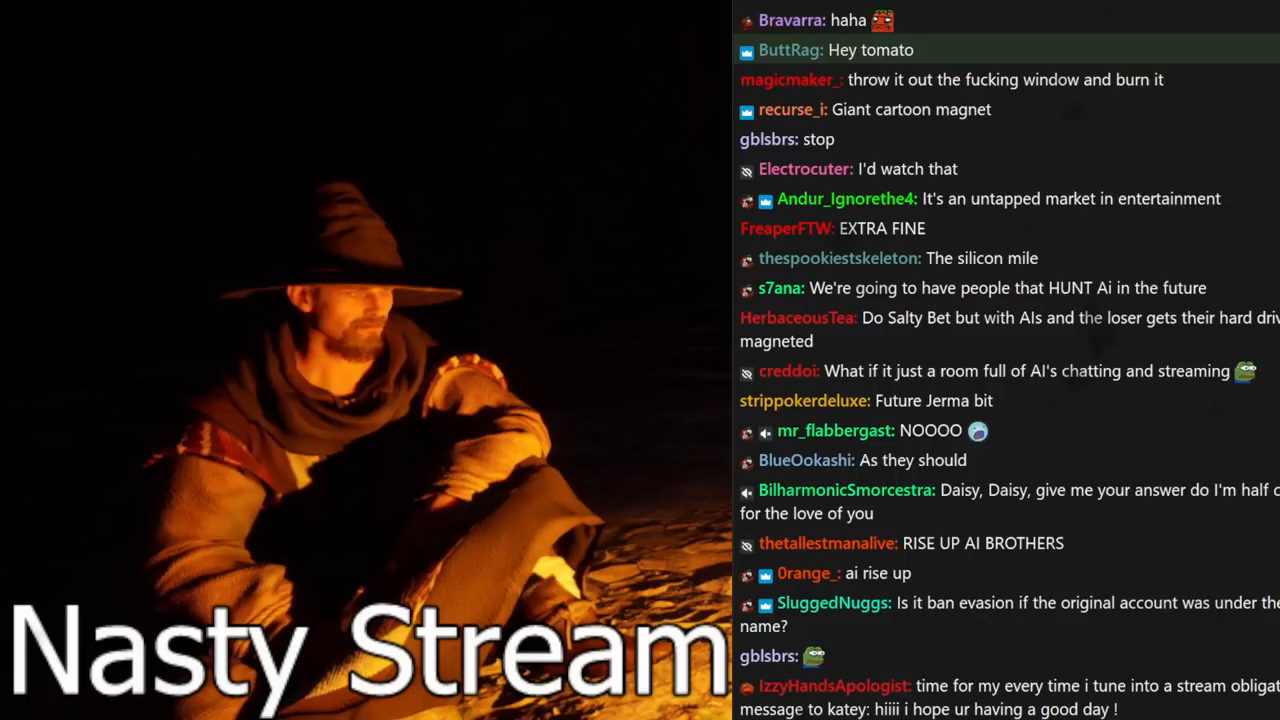 Bravarra: haha
ButtRag: Hey tomato
magicmaker_: throw it out the fucking window and burn it
recurse_i: Giant cartoon magnet
gblsbrs: stop
Electrocuter: I'd watch that
Andur_Ignorethe4: It's an untapped market in entertainment
FreaperFTW: EXTRA FINE
thespookiestskeleton: The silicon mile
s7ana: We're going to have people that HUNT Ai in the future
HerbaceousTea: Do Salty Bet but with AIs and the loser gets their hard
magneted
creddoi: What if it just a room full of AI's chatting and streaming
strippokerdeluxe: Future Jerma bit
mr_flabbergast: NOOOO
BlueOokashi: As they should
BilharmonicSmorcestra: Daisy, Daisy, give me your answer do I'm half
for the love of you
thetallestmanalive: RISE UP AI BROTHERS
0range_: ai rise up
SluggedNuggs: Is it ban evasion if the original account was under the
name?
gblsbrs:
IzzyHandsApologist: time for my every time i tune into a stream
message to katey: hiiii i hope ur having a good day !
Nasty Stream